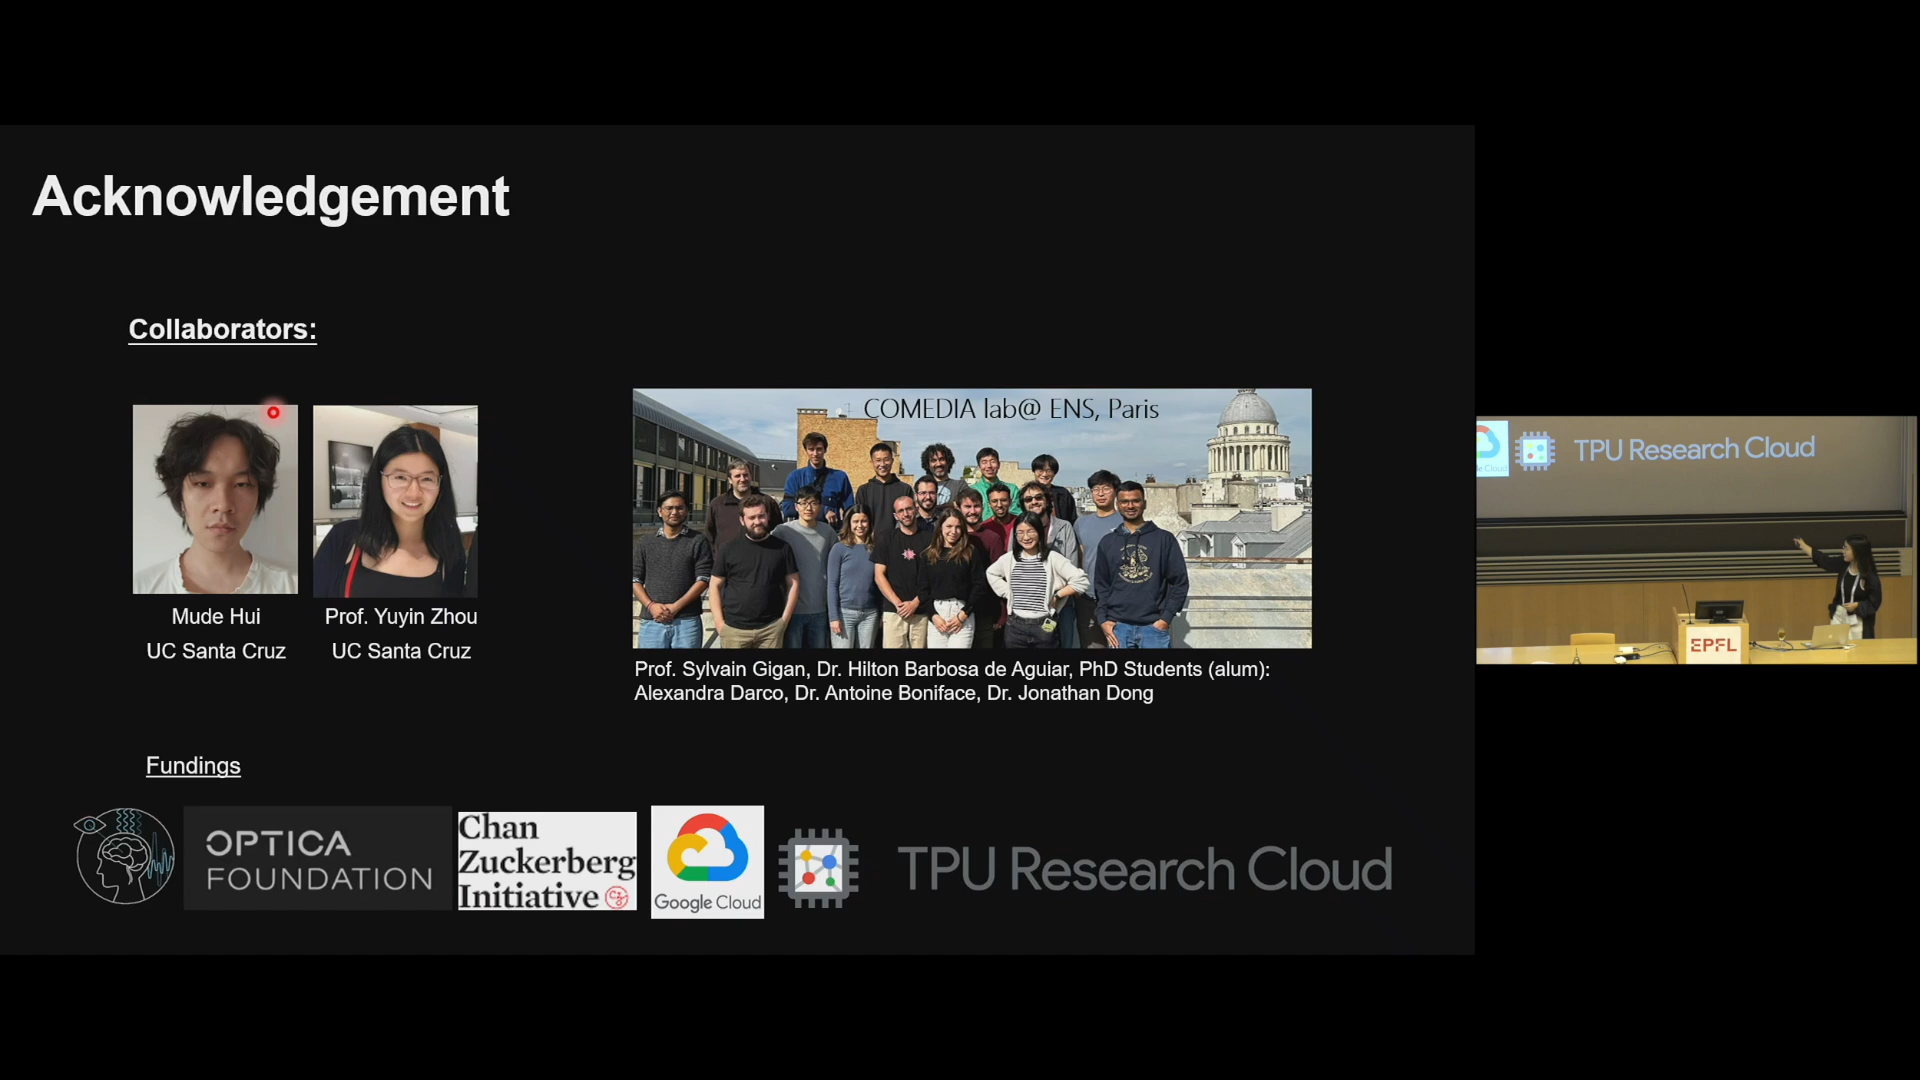 Acknowledgement
Collaborators:
COMEDIA lab@ ENS, Paris
Mude Hui
UC Santa Cruz
Prof. Yuyin Zhou
UC Santa Cruz
Prof. Sylvain Gigan, Dr. Hilton Barbosa de Aguiar, PhD Students (alum):
Alexandra Darco, Dr. Antoine Boniface, Dr. Jonathan Dong
Fundings
OPTICA
FOUNDATION
Chan
Zuckerberg
Initiative
CZI
Google Cloud
TPU Research Cloud
TPU Research Cloud
EPFL